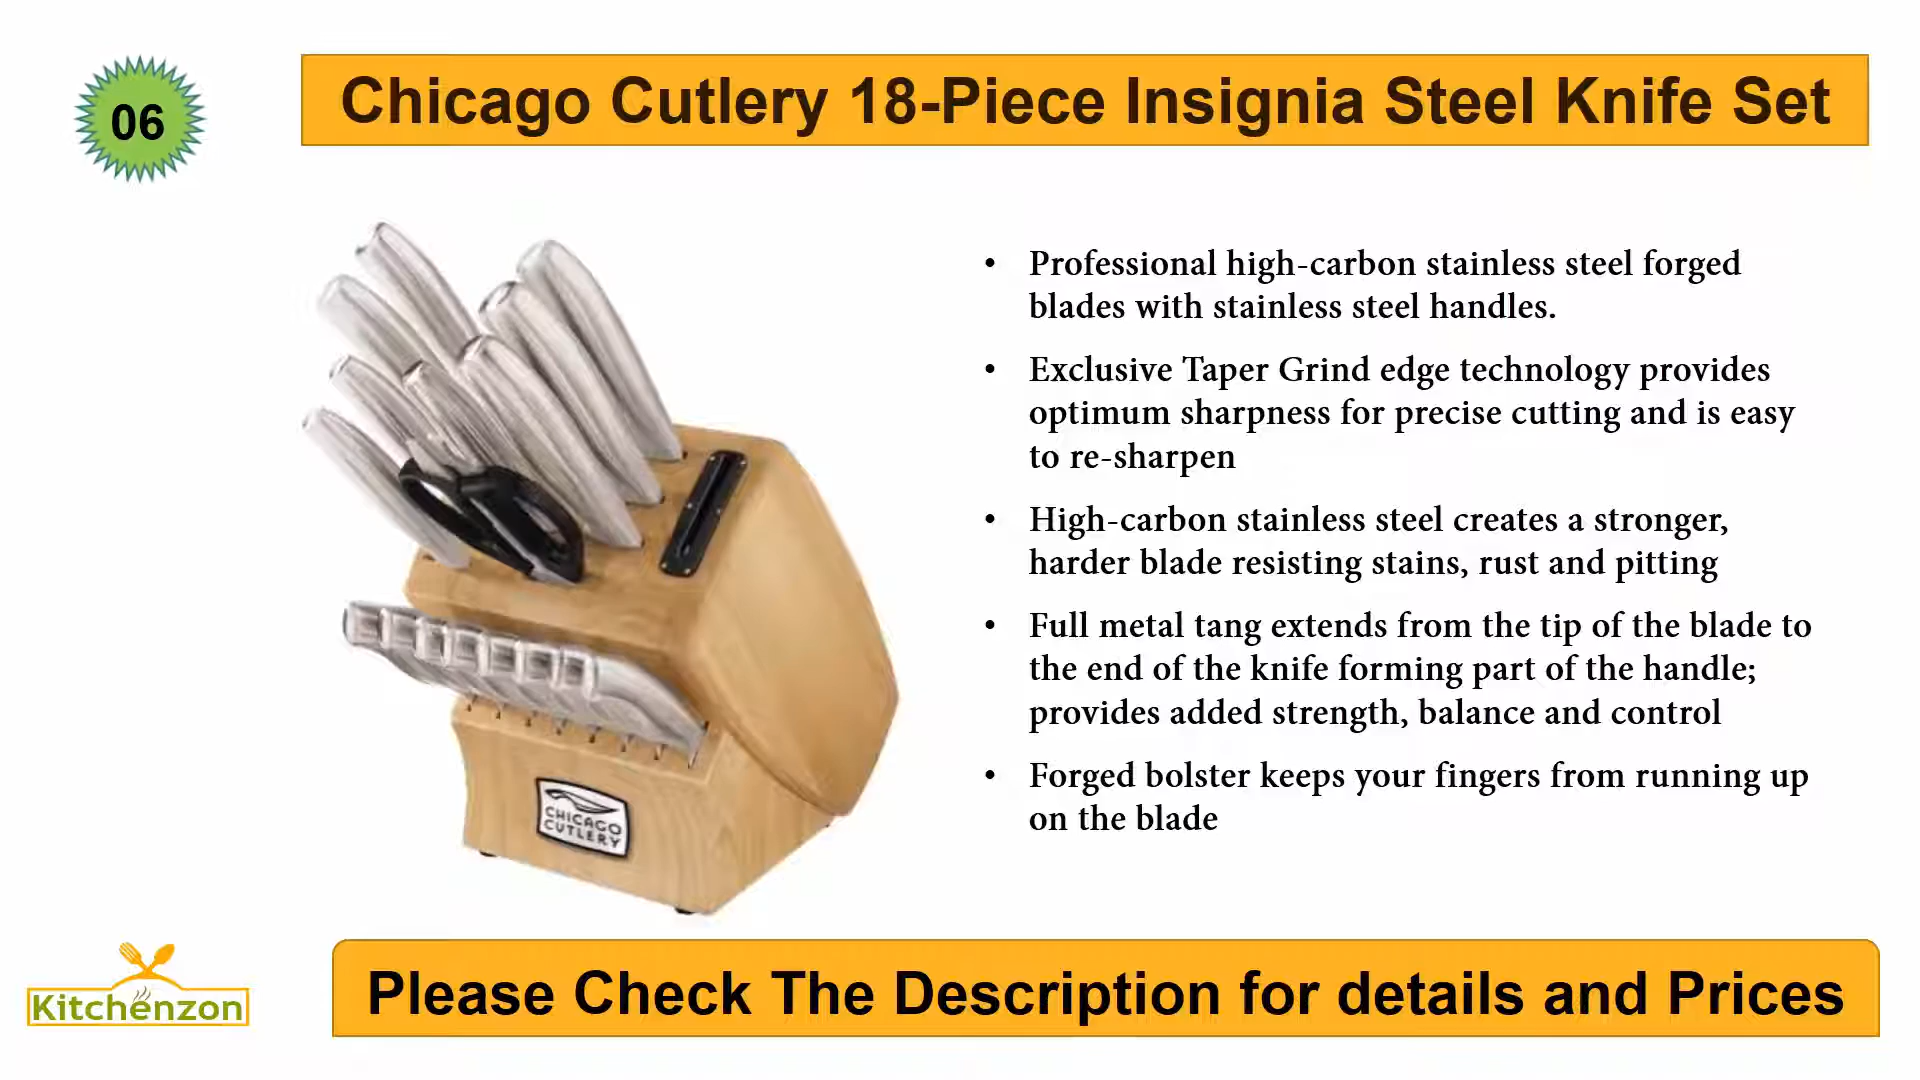 06
Chicago Cutlery 18-Piece Insignia Steel Knife Set
• Professional high-carbon stainless steel forged
blades with stainless steel handles.
• Exclusive Taper Grind edge technology provides
optimum sharpness for precise cutting and is easy
to re-sharpen
• High-carbon stainless steel creates a stronger,
harder blade resisting stains, rust and pitting
• Full metal tang extends from the tip of the blade to
the end of the knife forming part of the handle;
provides added strength, balance and control
• Forged bolster keeps your fingers from running up
on the blade
CHICAGO
CUTLERY
Kitchenzon
Please Check The Description for details and Prices